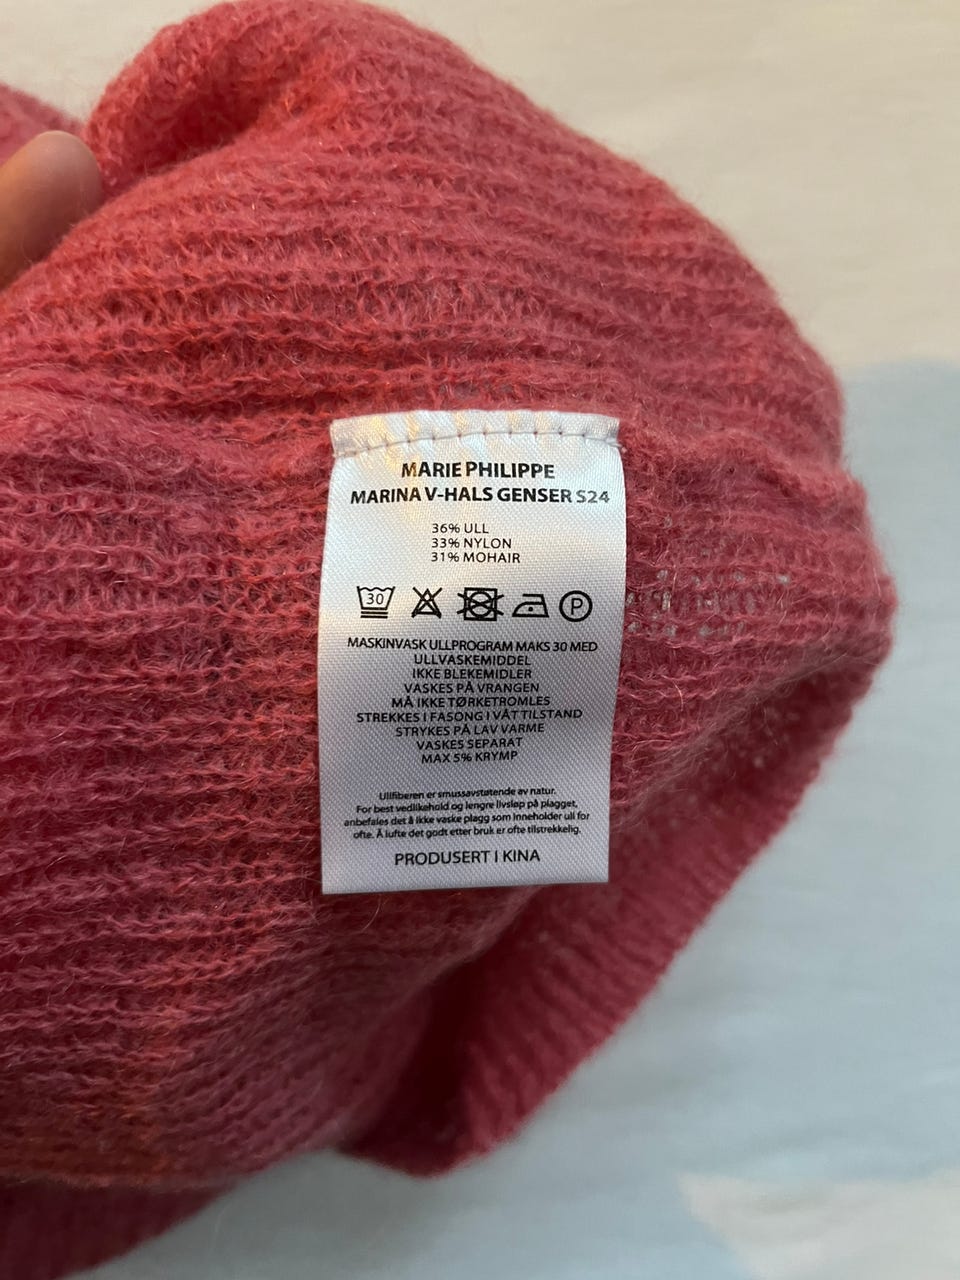 MARIE PHILIPPE
MARINA V-HALS GENSER S24
36% ULL
33% NYLON
31% MOHAIR
30
P
MASKINVASK ULLPROGRAM MAKS 30 MED
ULLVASKEMIDDEL
IKKE BLEKEMIDLER
VASKES PÅ VRANGEN
MÅ IKKE TØRKETROMLES
STREKKES I FASONG I VÅT TILSTAND
STRYKES PÅ LAV VARME
VASKES SEPARAT
MAX 5% KRYMP
Ullfiberen er smussavstøtende av natur.
For best vedlikehold og lengre livsløp på plagget,
anbefales det å ikke vaske plagg som inneholder ull for
ofte. Å lufte det godt etter bruk er ofte tilstrekkelig.
PRODUSERT I KINA